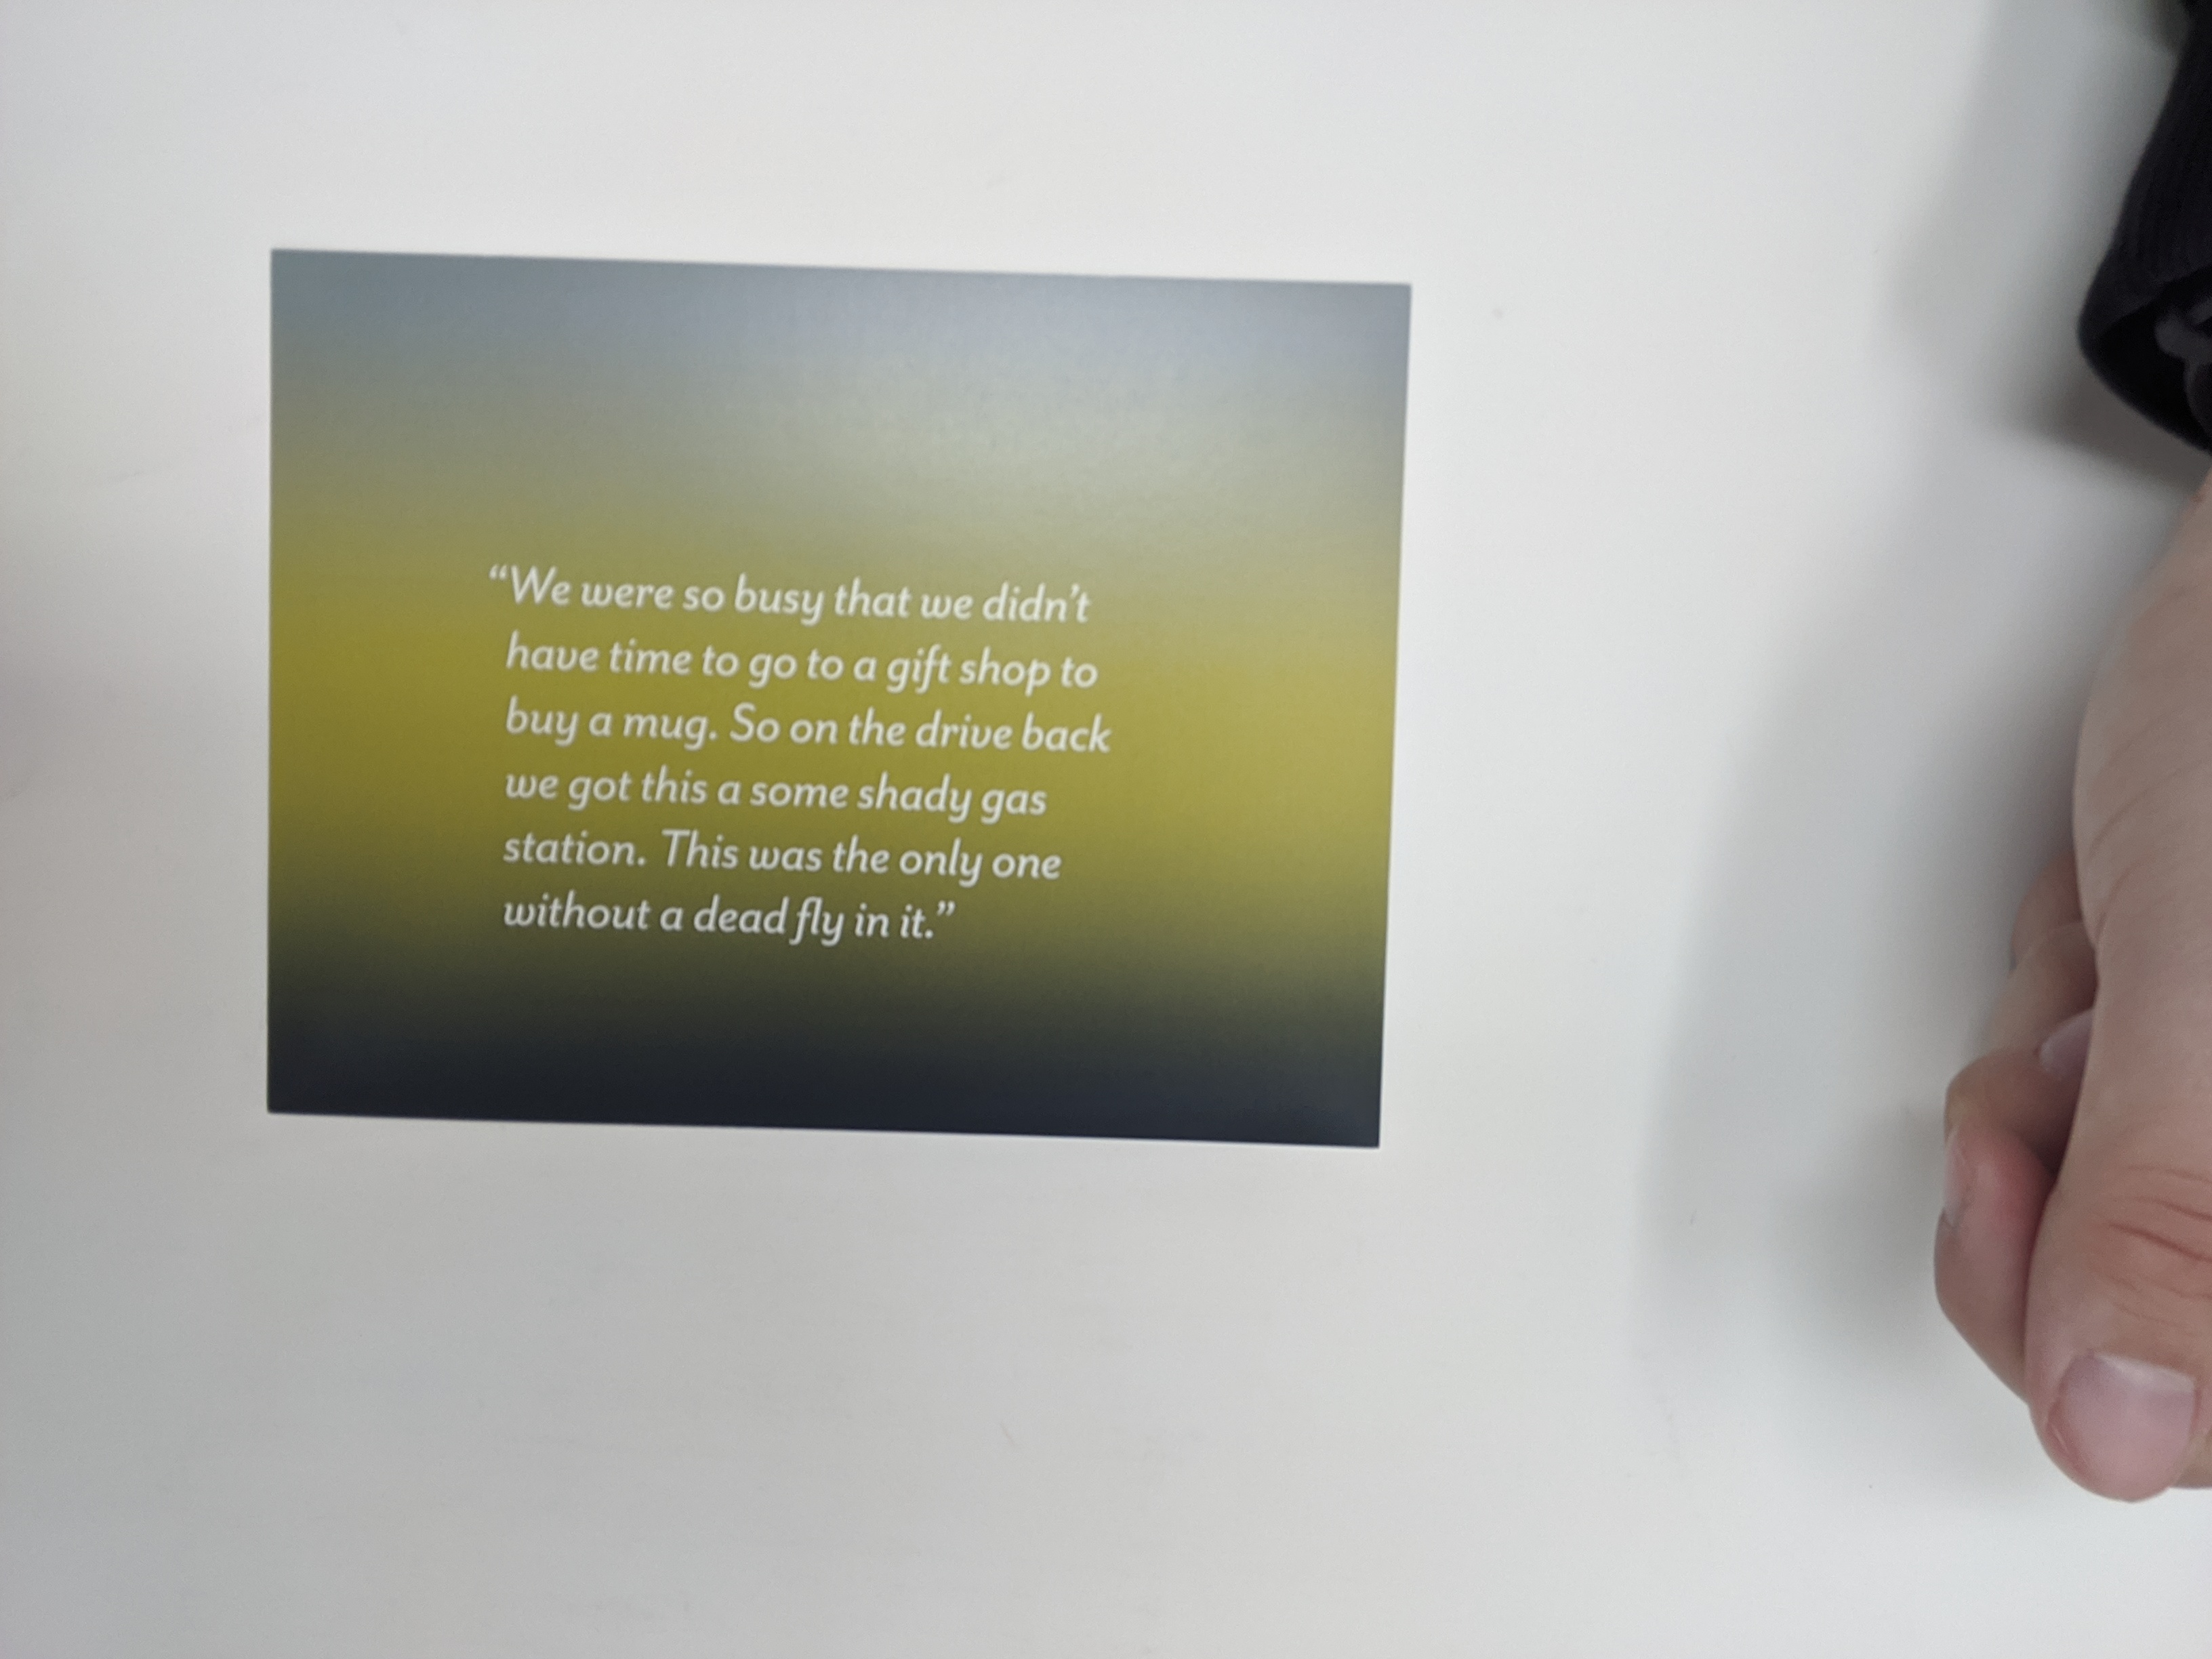 “We were so busy that we didn’t
have time to go to a gift shop to
buy a mug. So on the drive back
we got this a some shady gas
station. This was the only one
without a dead fly in it.”